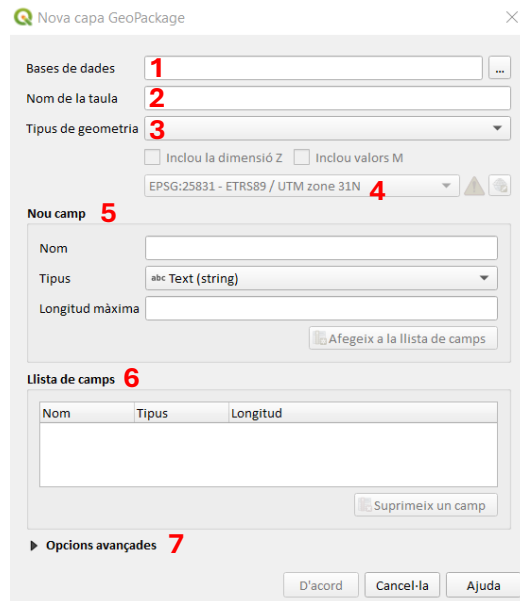 Nova capa GeoPackage
Bases de dades 1 ...
Nom de la taula 2
Tipus de geometria 3
Inclou la dimensió Z Inclou valors M
EPSG:25831 - ETRS89 / UTM zone 31N 4
Nou camp 5
Nom
Tipus abc Text (string)
Longitud màxima
Afegeix a la llista de camps
Llista de camps 6
Nom Tipus Longitud
Suprimeix un camp
Opcions avançades 7
D'acord Cancel·la Ajuda